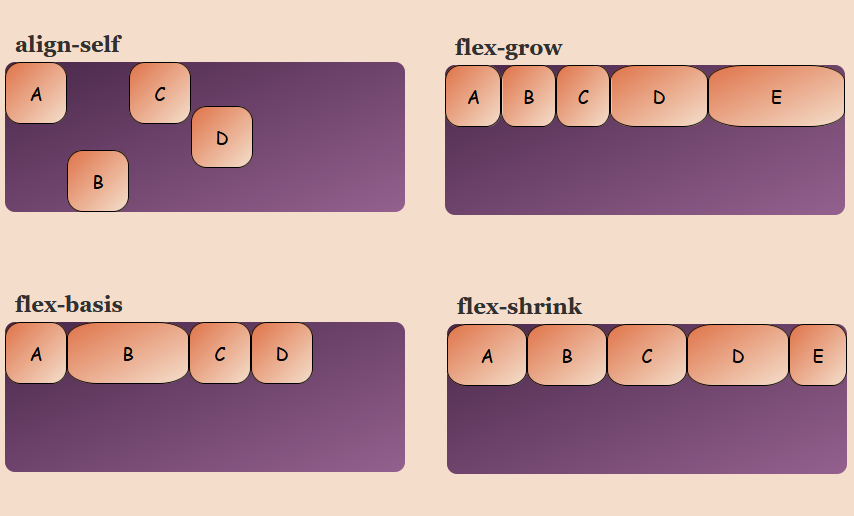 align-self
A
C
D
B
flex-grow
A B C D E
flex-basis
A B C D
flex-shrink
A B C D E